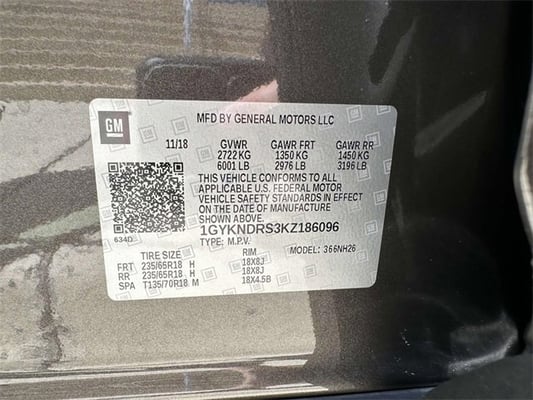 GM
MFD BY GENERAL MOTORS LLC
11/18 GVWR GAWR FRT GAWR RR
2722 KG 1350 KG 1450 KG
6001 LB 2976 LB 3196 LB
THIS VEHICLE CONFORMS TO ALL
APPLICABLE U.S. FEDERAL MOTOR
VEHICLE SAFETY STANDARDS IN EFFECT
ON THE DATE OF MANUFACTURE
SHOWN ABOVE.
1GYKNDRS3KZ186096
634D TYPE: M.P.V. MODEL: 366NH26
TIRE SIZE RIM
FRT 235/65R18 H 18X8J
RR 235/65R18 H 18X8J
SPA T135/70R18 M 18X4.5B